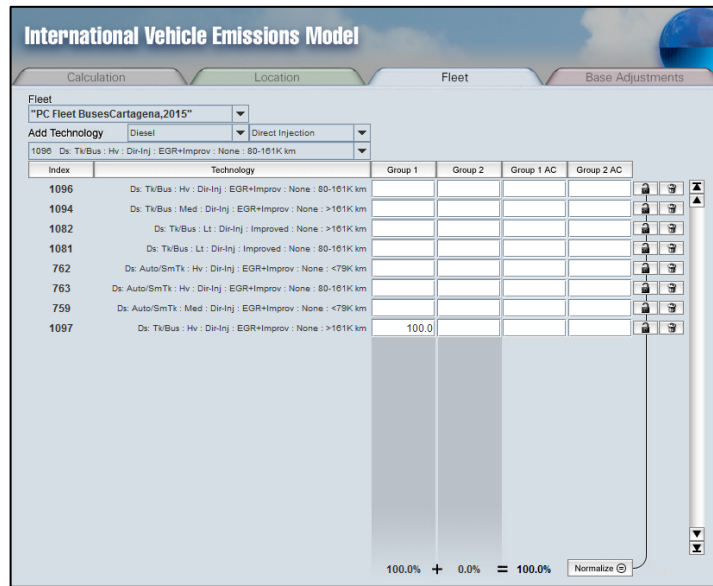 International Vehicle Emissions Model
Calculation Location Fleet Base Adjustments
Fleet
"PC Fleet BusesCartagena,2015"
Add Technology Diesel Direct Injection
1096 Ds: Tk/Bus : Hv : Dir-Inj : EGR+Improv : None : 80-161K km
Index Technology Group 1 Group 2 Group 1 AC Group 2 AC
1096 Ds: Tk/Bus : Hv : Dir-Inj : EGR+Improv : None : 80-161K km
1094 Ds: Tk/Bus : Med : Dir-Inj : EGR+Improv : None : >161K km
1082 Ds: Tk/Bus : Lt : Dir-Inj : Improved : None : >161K km
1081 Ds: Tk/Bus : Lt : Dir-Inj : Improved : None : 80-161K km
762 Ds: Auto/SmTk : Hv : Dir-Inj : EGR+Improv : None : <79K km
763 Ds: Auto/SmTk : Hv : Dir-Inj : EGR+Improv : None : 80-161K km
759 Ds: Auto/SmTk : Med : Dir-Inj : EGR+Improv : None : <79K km
1097 Ds: Tk/Bus : Hv : Dir-Inj : EGR+Improv : None : >161K km 100.0
100.0% + 0.0% = 100.0% Normalize